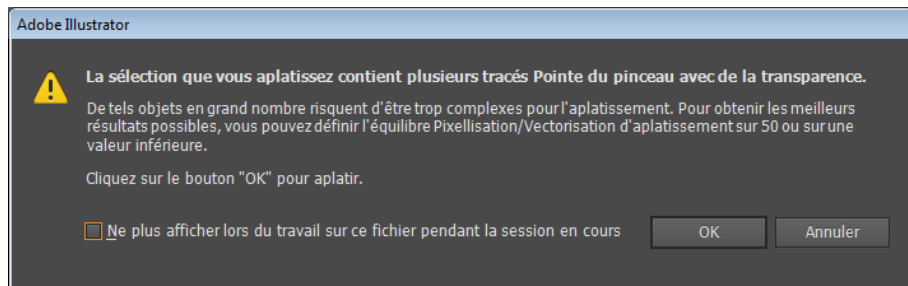 Adobe Illustrator
La sélection que vous aplatissez contient plusieurs tracés Pointe du pinceau avec de la transparence.
De tels objets en grand nombre risquent d'être trop complexes pour l'aplatissement. Pour obtenir les meilleurs
résultats possibles, vous pouvez définir l'équilibre Pixellisation/Vectorisation d'aplatissement sur 50 ou sur une
valeur inférieure.
Cliquez sur le bouton "OK" pour aplatir.
Ne plus afficher lors du travail sur ce fichier pendant la session en cours OK Annuler